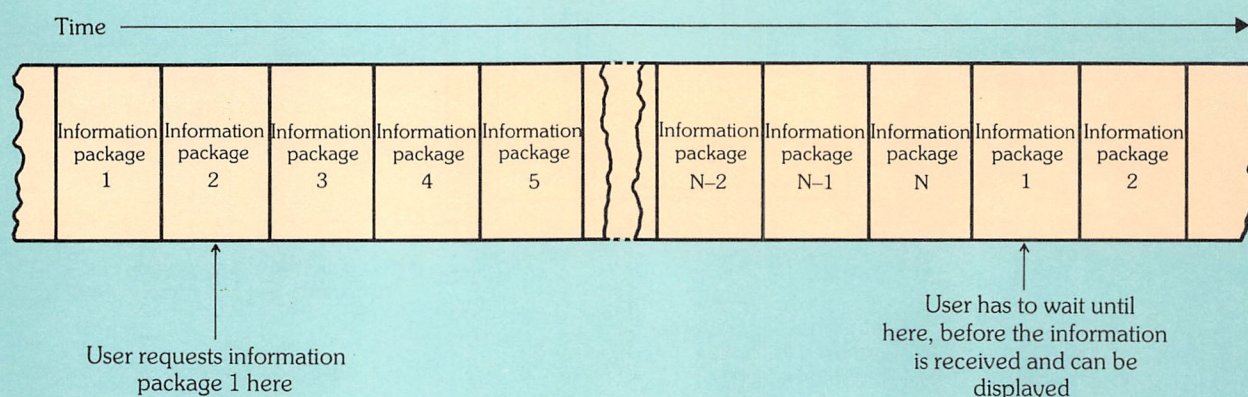 Time
Information
package
1
Information
package
2
Information
package
3
Information
package
4
Information
package
5
Information
package
N–2
Information
package
N–1
Information
package
N
Information
package
1
Information
package
2
User requests information
package 1 here
User has to wait until
here, before the information
is received and can be
displayed